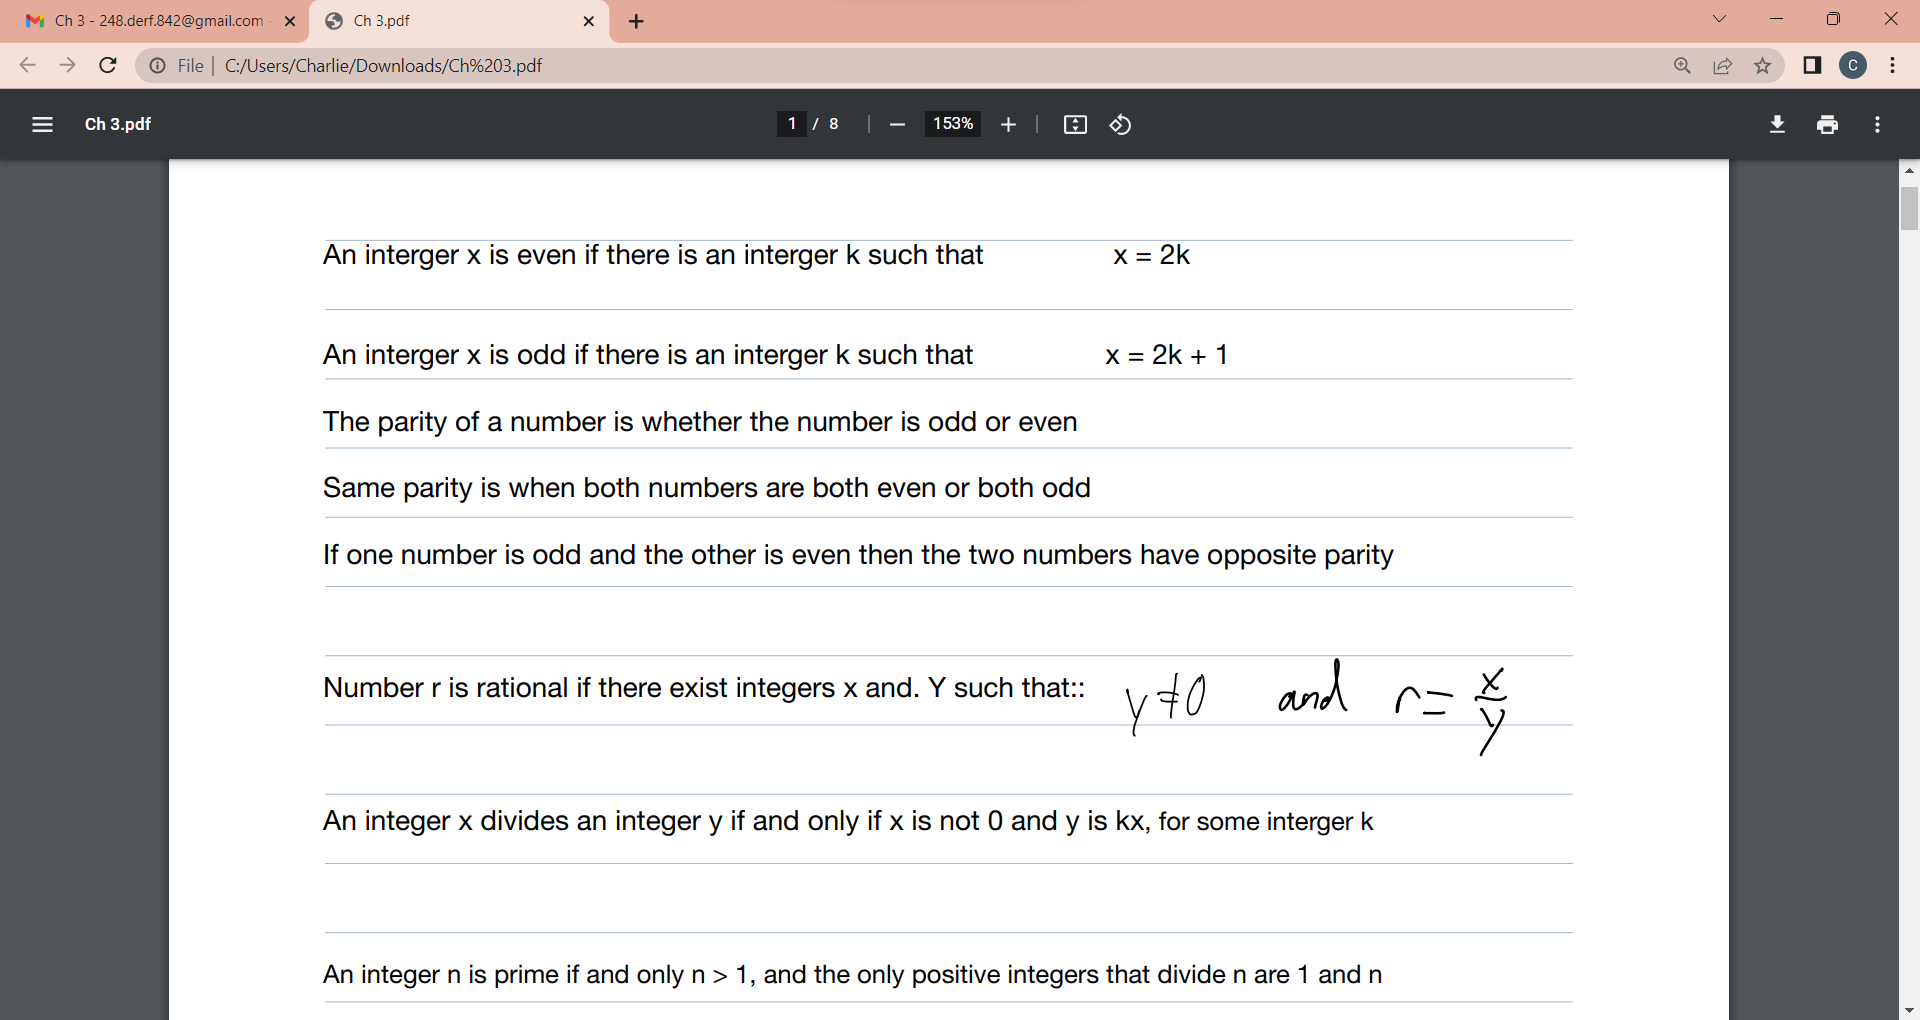 Ch 3 - 248.derf.842@gmail.com -
Ch 3.pdf
File | C:/Users/Charlie/Downloads/Ch%203.pdf
C
Ch 3.pdf
1 / 8
153%
An interger x is even if there is an interger k such that x = 2k
An interger x is odd if there is an interger k such that x = 2k + 1
The parity of a number is whether the number is odd or even
Same parity is when both numbers are both even or both odd
If one number is odd and the other is even then the two numbers have opposite parity
Number r is rational if there exist integers x and. Y such that:: y≠0 and r = x/y
An integer x divides an integer y if and only if x is not 0 and y is kx, for some interger k
An integer n is prime if and only n > 1, and the only positive integers that divide n are 1 and n